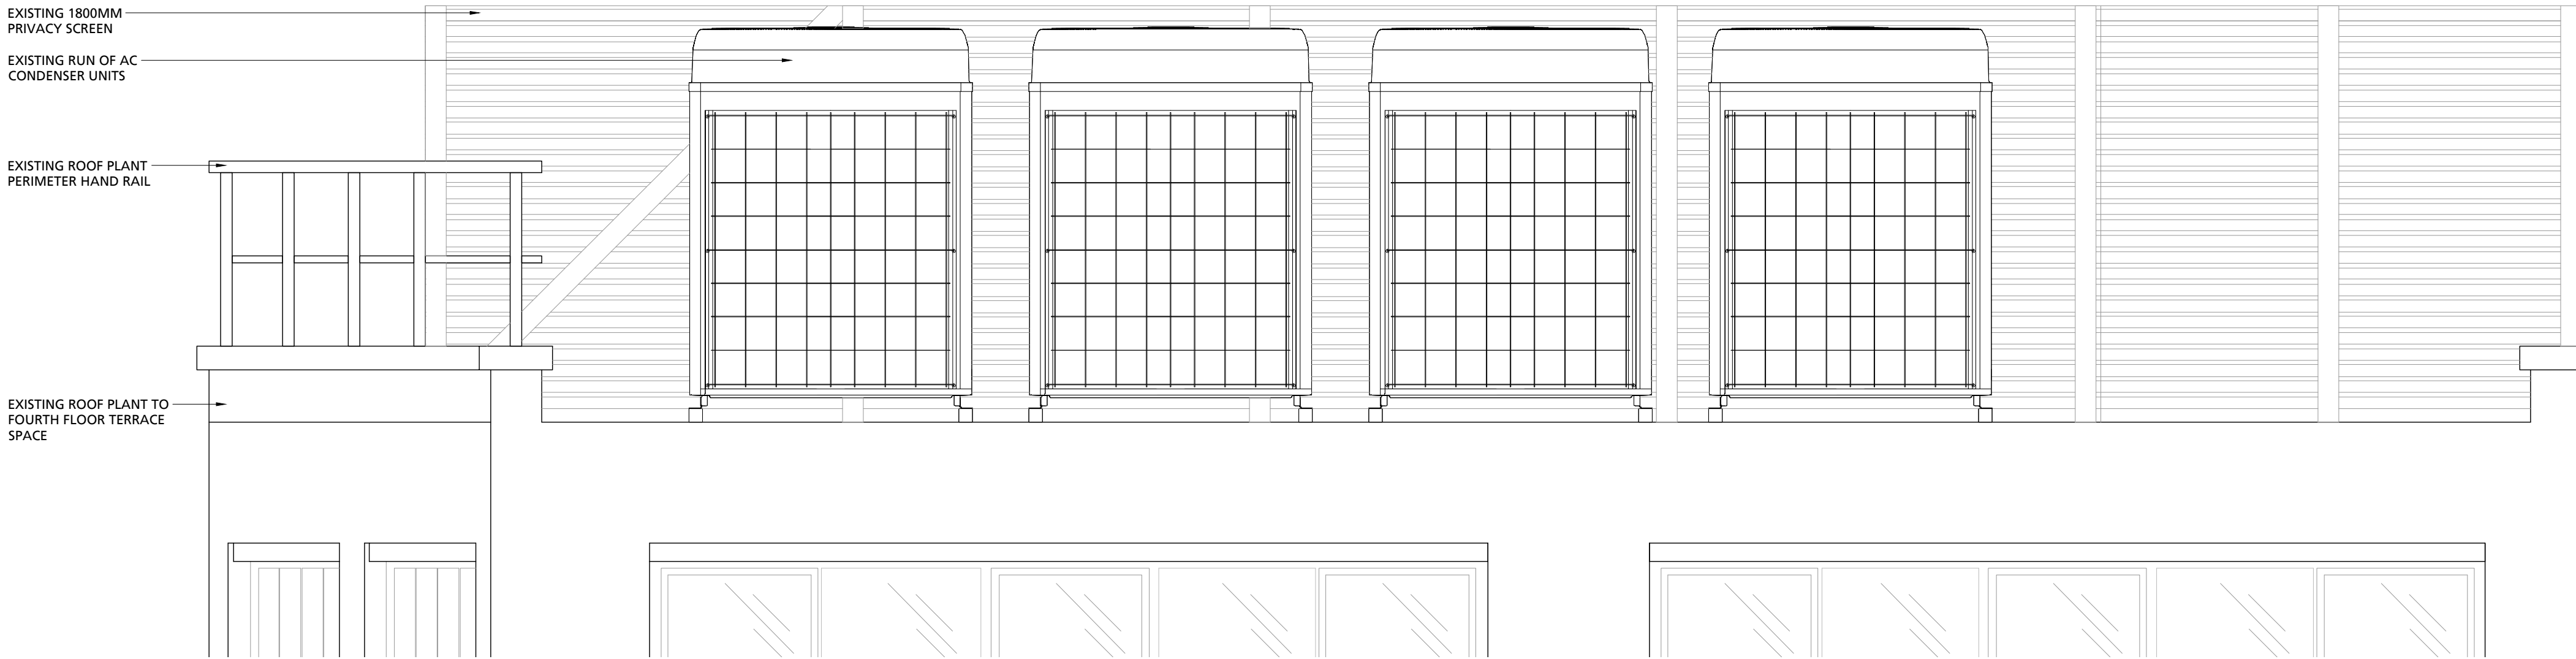 EXISTING 1800MM
PRIVACY SCREEN
EXISTING RUN OF AC
CONDENSER UNITS
EXISTING ROOF PLANT
PERIMETER HAND RAIL
EXISTING ROOF PLANT TO
FOURTH FLOOR TERRACE
SPACE